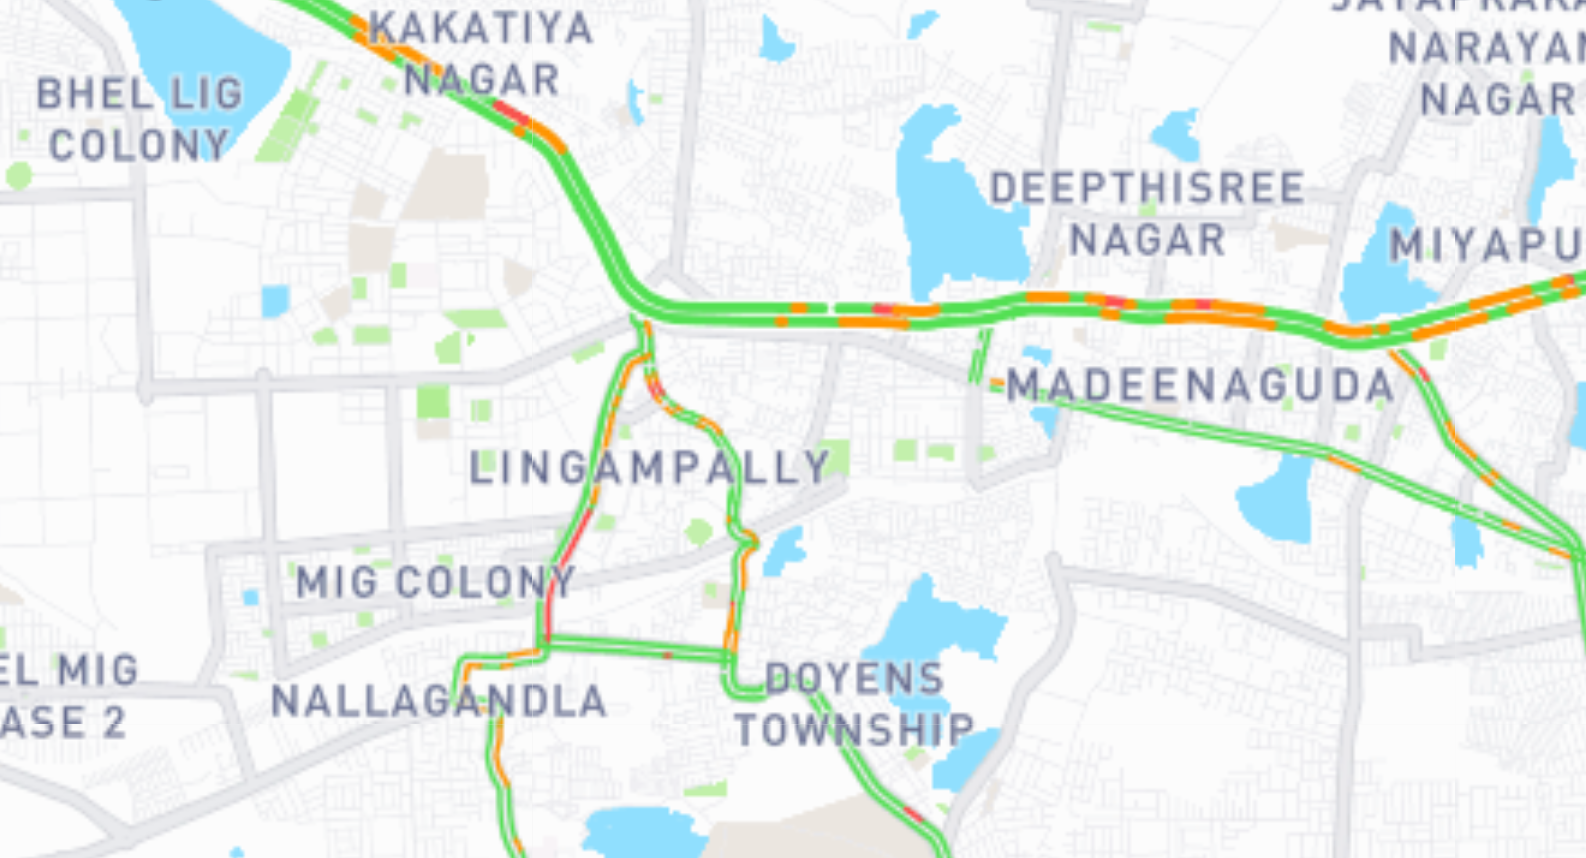 KAKATIYA
NAGAR
BHEL LIG
COLONY
NARAYAN
NAGAR
DEEPTHISREE
NAGAR
MIYAPU
MADEENAGUDA
LINGAMPALLY
MIG COLONY
EL MIG
ASE 2
NALLAGANDLA
DOYENS
TOWNSHIP